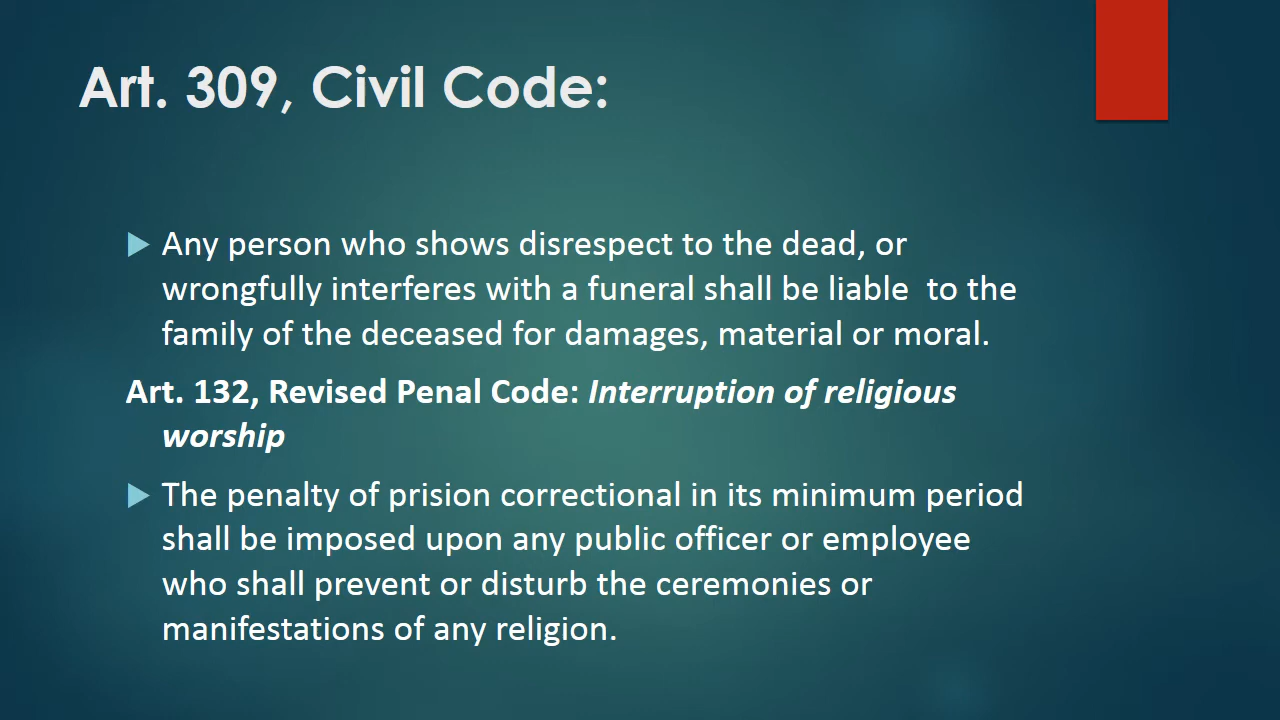 Art. 309, Civil Code:
Any person who shows disrespect to the dead, or
wrongfully interferes with a funeral shall be liable  to the
family of the deceased for damages, material or moral.
Art. 132, Revised Penal Code: Interruption of religious
worship
The penalty of prision correctional in its minimum period
shall be imposed upon any public officer or employee
who shall prevent or disturb the ceremonies or
manifestations of any religion.